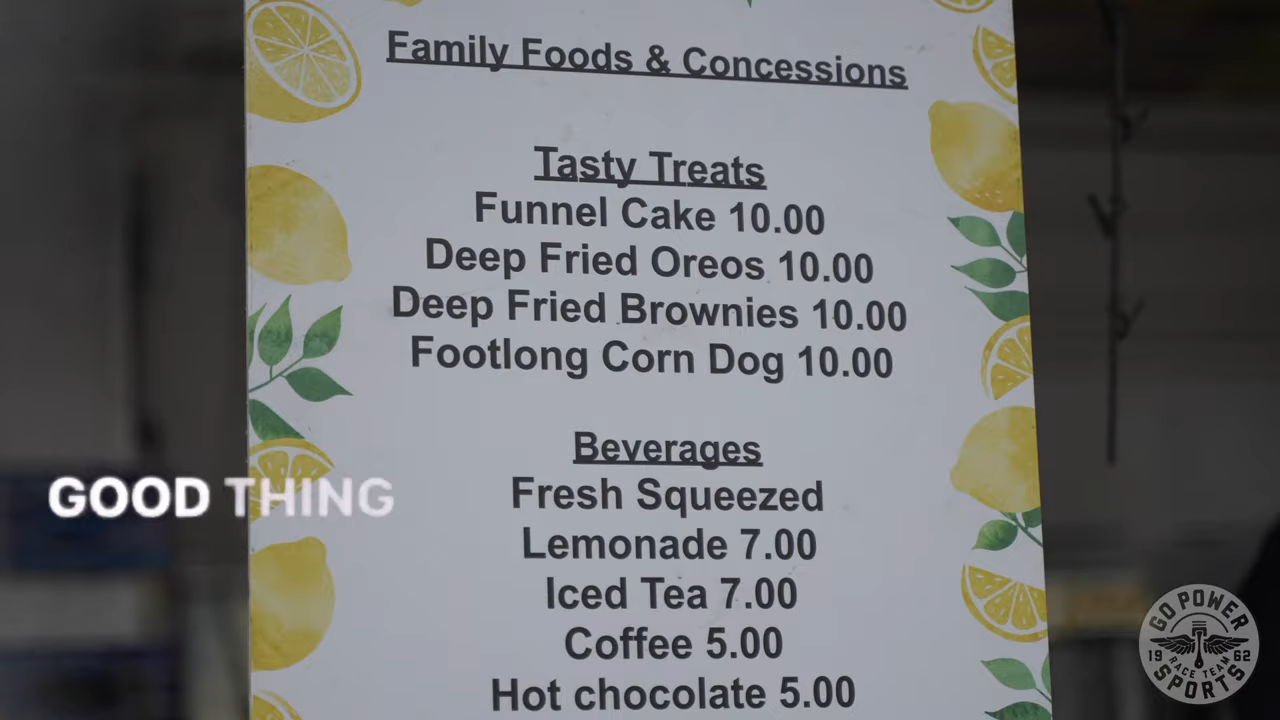 Family Foods & Concessions
Tasty Treats
Funnel Cake 10.00
Deep Fried Oreos 10.00
Deep Fried Brownies 10.00
Footlong Corn Dog 10.00
Beverages
Fresh Squeezed
Lemonade 7.00
Iced Tea 7.00
Coffee 5.00
Hot chocolate 5.00
GOOD THING
GO POWER
19 62
RACE TEAM
SPORTS